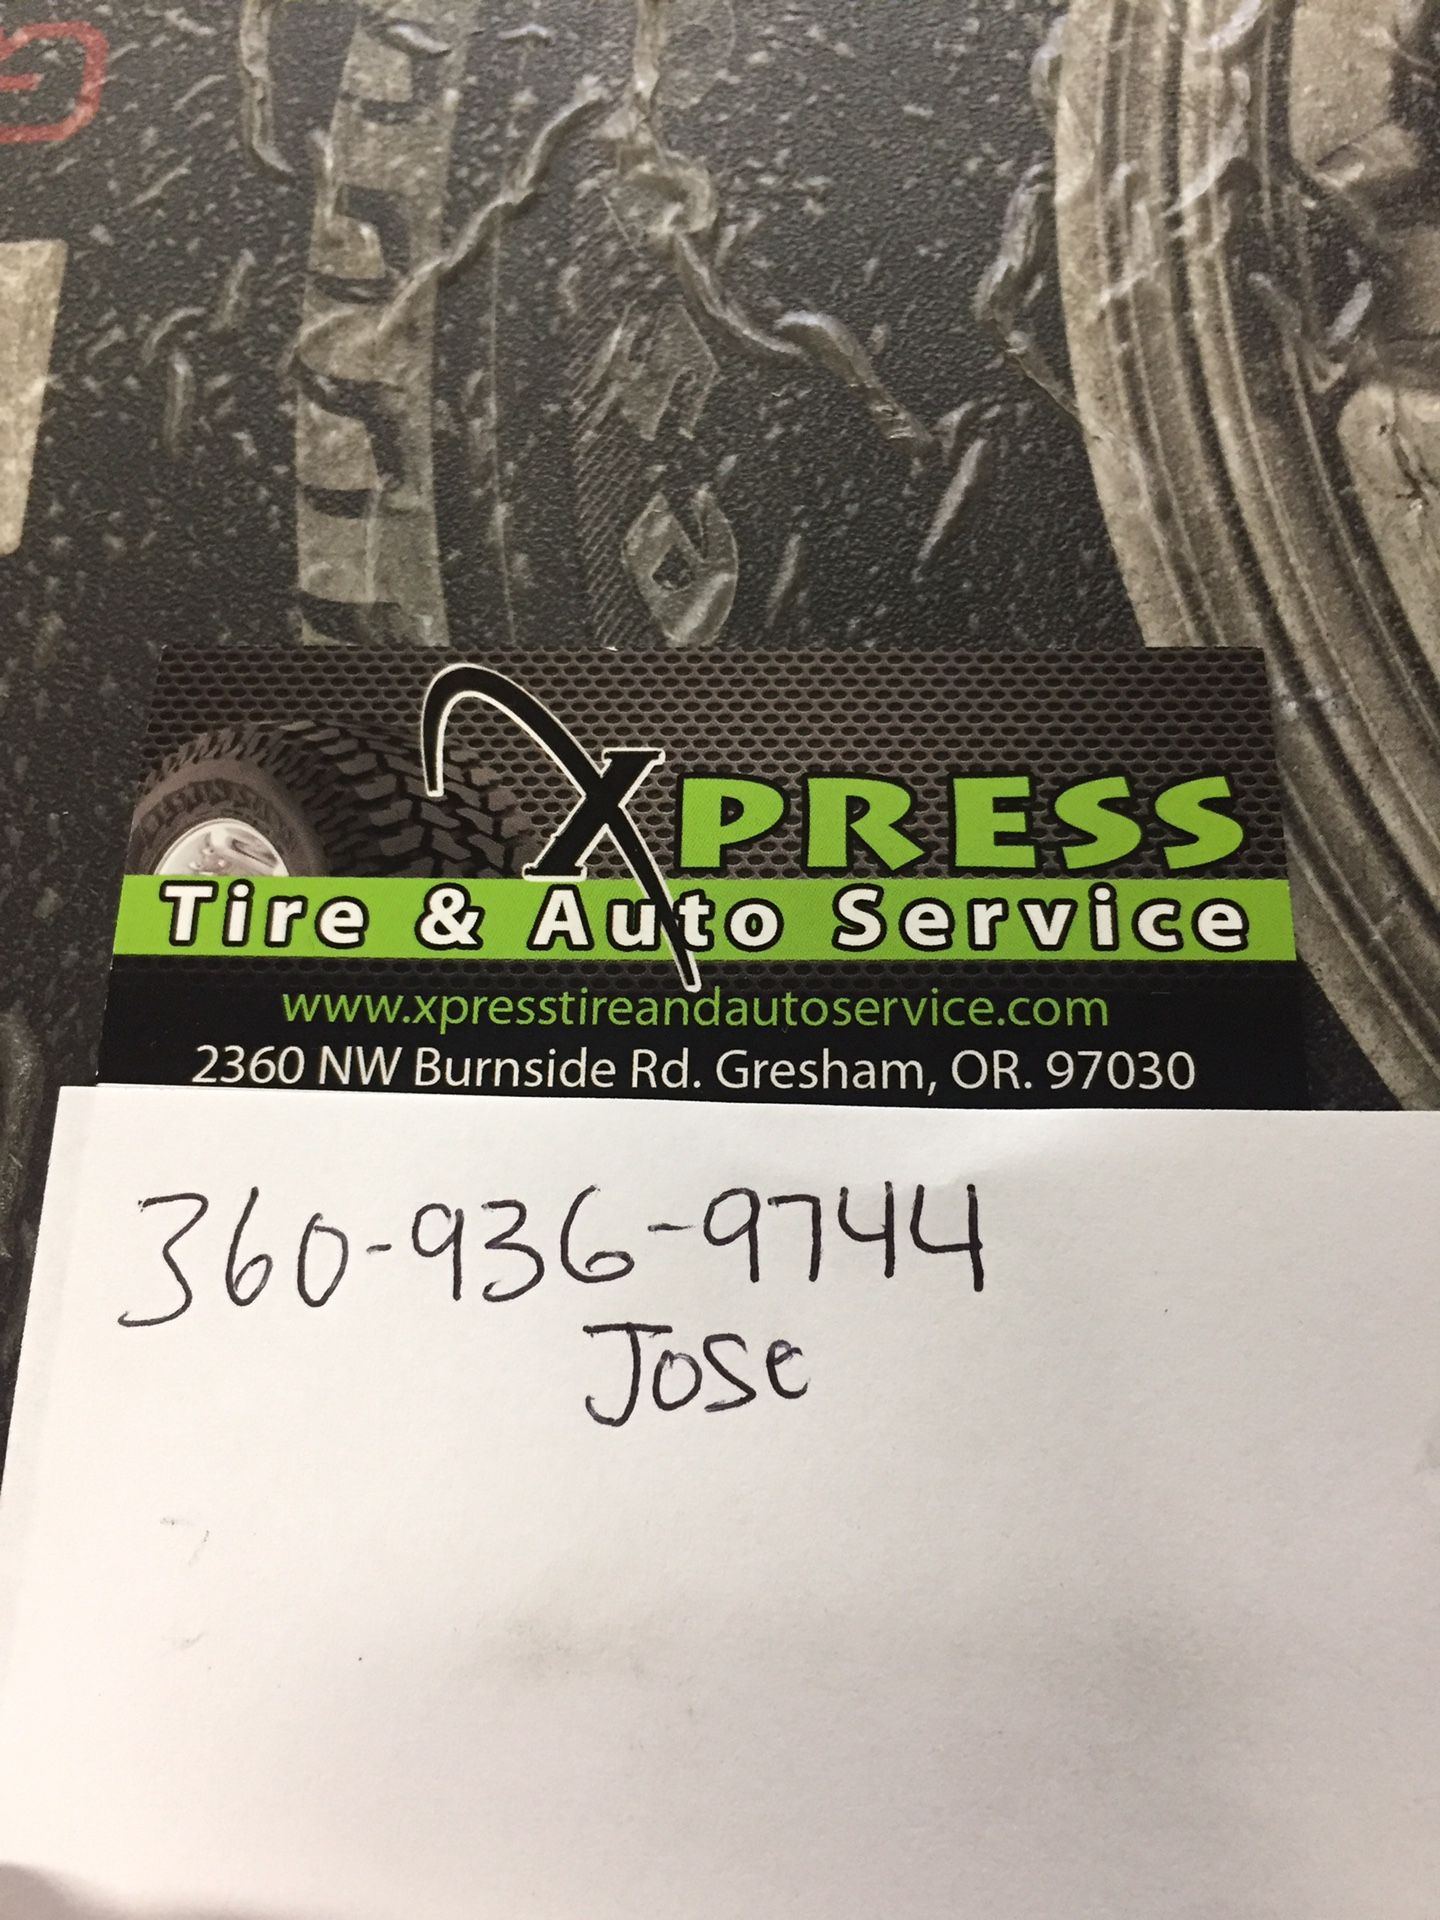 G
XPRESS
Tire & Auto Service
www.xpresstireandautoservice.com
2360 NW Burnside Rd. Gresham, OR. 97030
360-936-9744
Jose